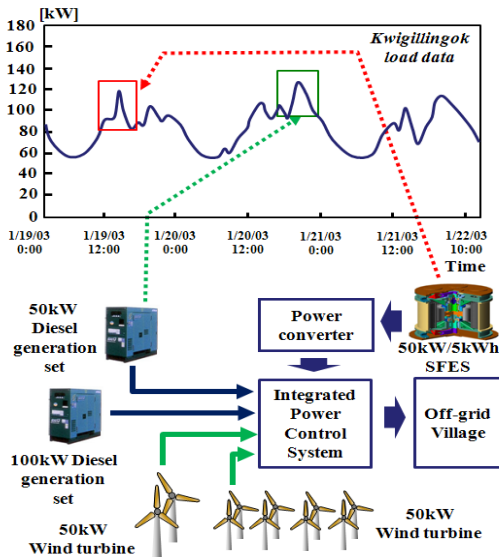 [kW]
180
160
140
120
100
80
60
40
20
0
Kwigillingok
load data
1/19/03 1/19/03 1/20/03 1/20/03 1/21/03 1/21/03 1/22/03
0:00 12:00 0:00 12:00 0:00 12:00 10:00
Time
50kW
Diesel
generation
set
Power
converter
50kW/5kWh
SFES
Integrated
Power
Control
System
Off-grid
Village
100kW Diesel
generation
set
50kW
Wind turbine
50kW
Wind turbine